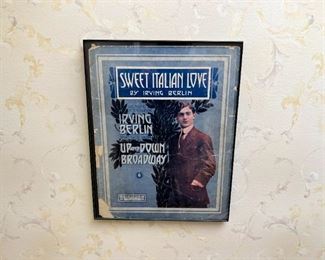 SWEET ITALIAN LOVE
BY IRVING BERLIN
IRVING
BERLIN
UP AND DOWN
BROADWAY